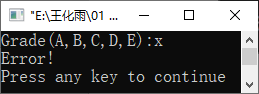 "E:\王化雨\01 ...
Grade(A,B,C,D,E):x
Error!
Press any key to continue